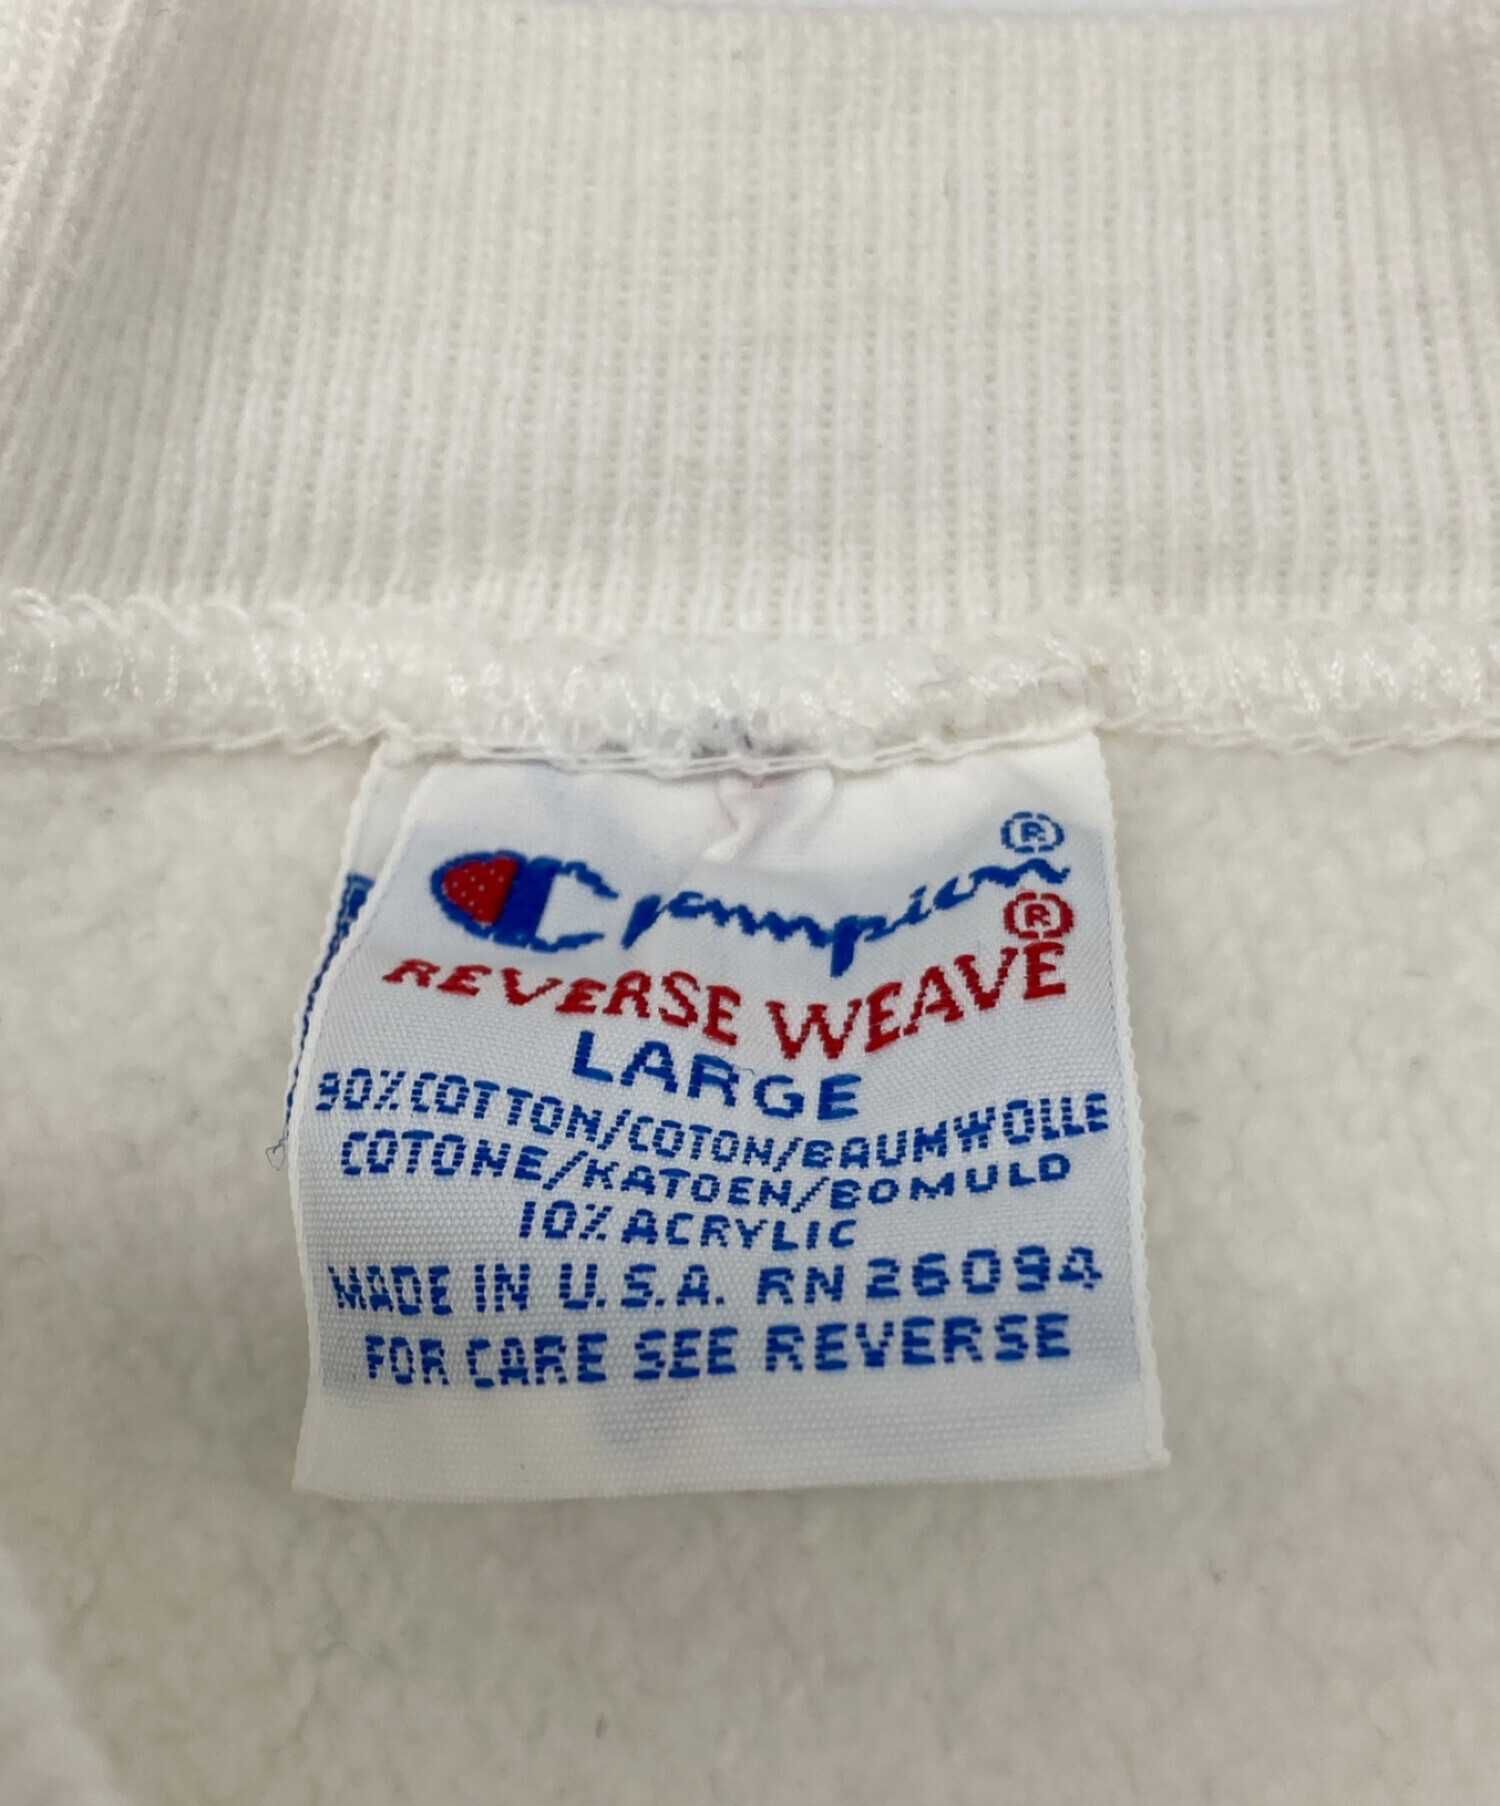 Champion®
REVERSE WEAVE®
LARGE
90% COTTON/COTON/BAUMWOLLE
COTONE/KATOEN/BOMULD
10% ACRYLIC
MADE IN U.S.A. RN 26094
FOR CARE SEE REVERSE